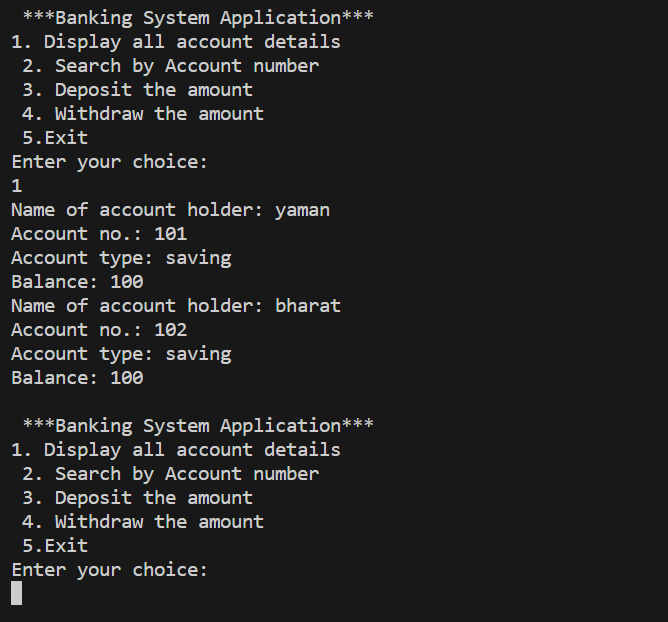 ***Banking System Application***
1. Display all account details
2. Search by Account number
3. Deposit the amount
4. Withdraw the amount
5.Exit
Enter your choice:
1
Name of account holder: yaman
Account no.: 101
Account type: saving
Balance: 100
Name of account holder: bharat
Account no.: 102
Account type: saving
Balance: 100
***Banking System Application***
1. Display all account details
2. Search by Account number
3. Deposit the amount
4. Withdraw the amount
5.Exit
Enter your choice: